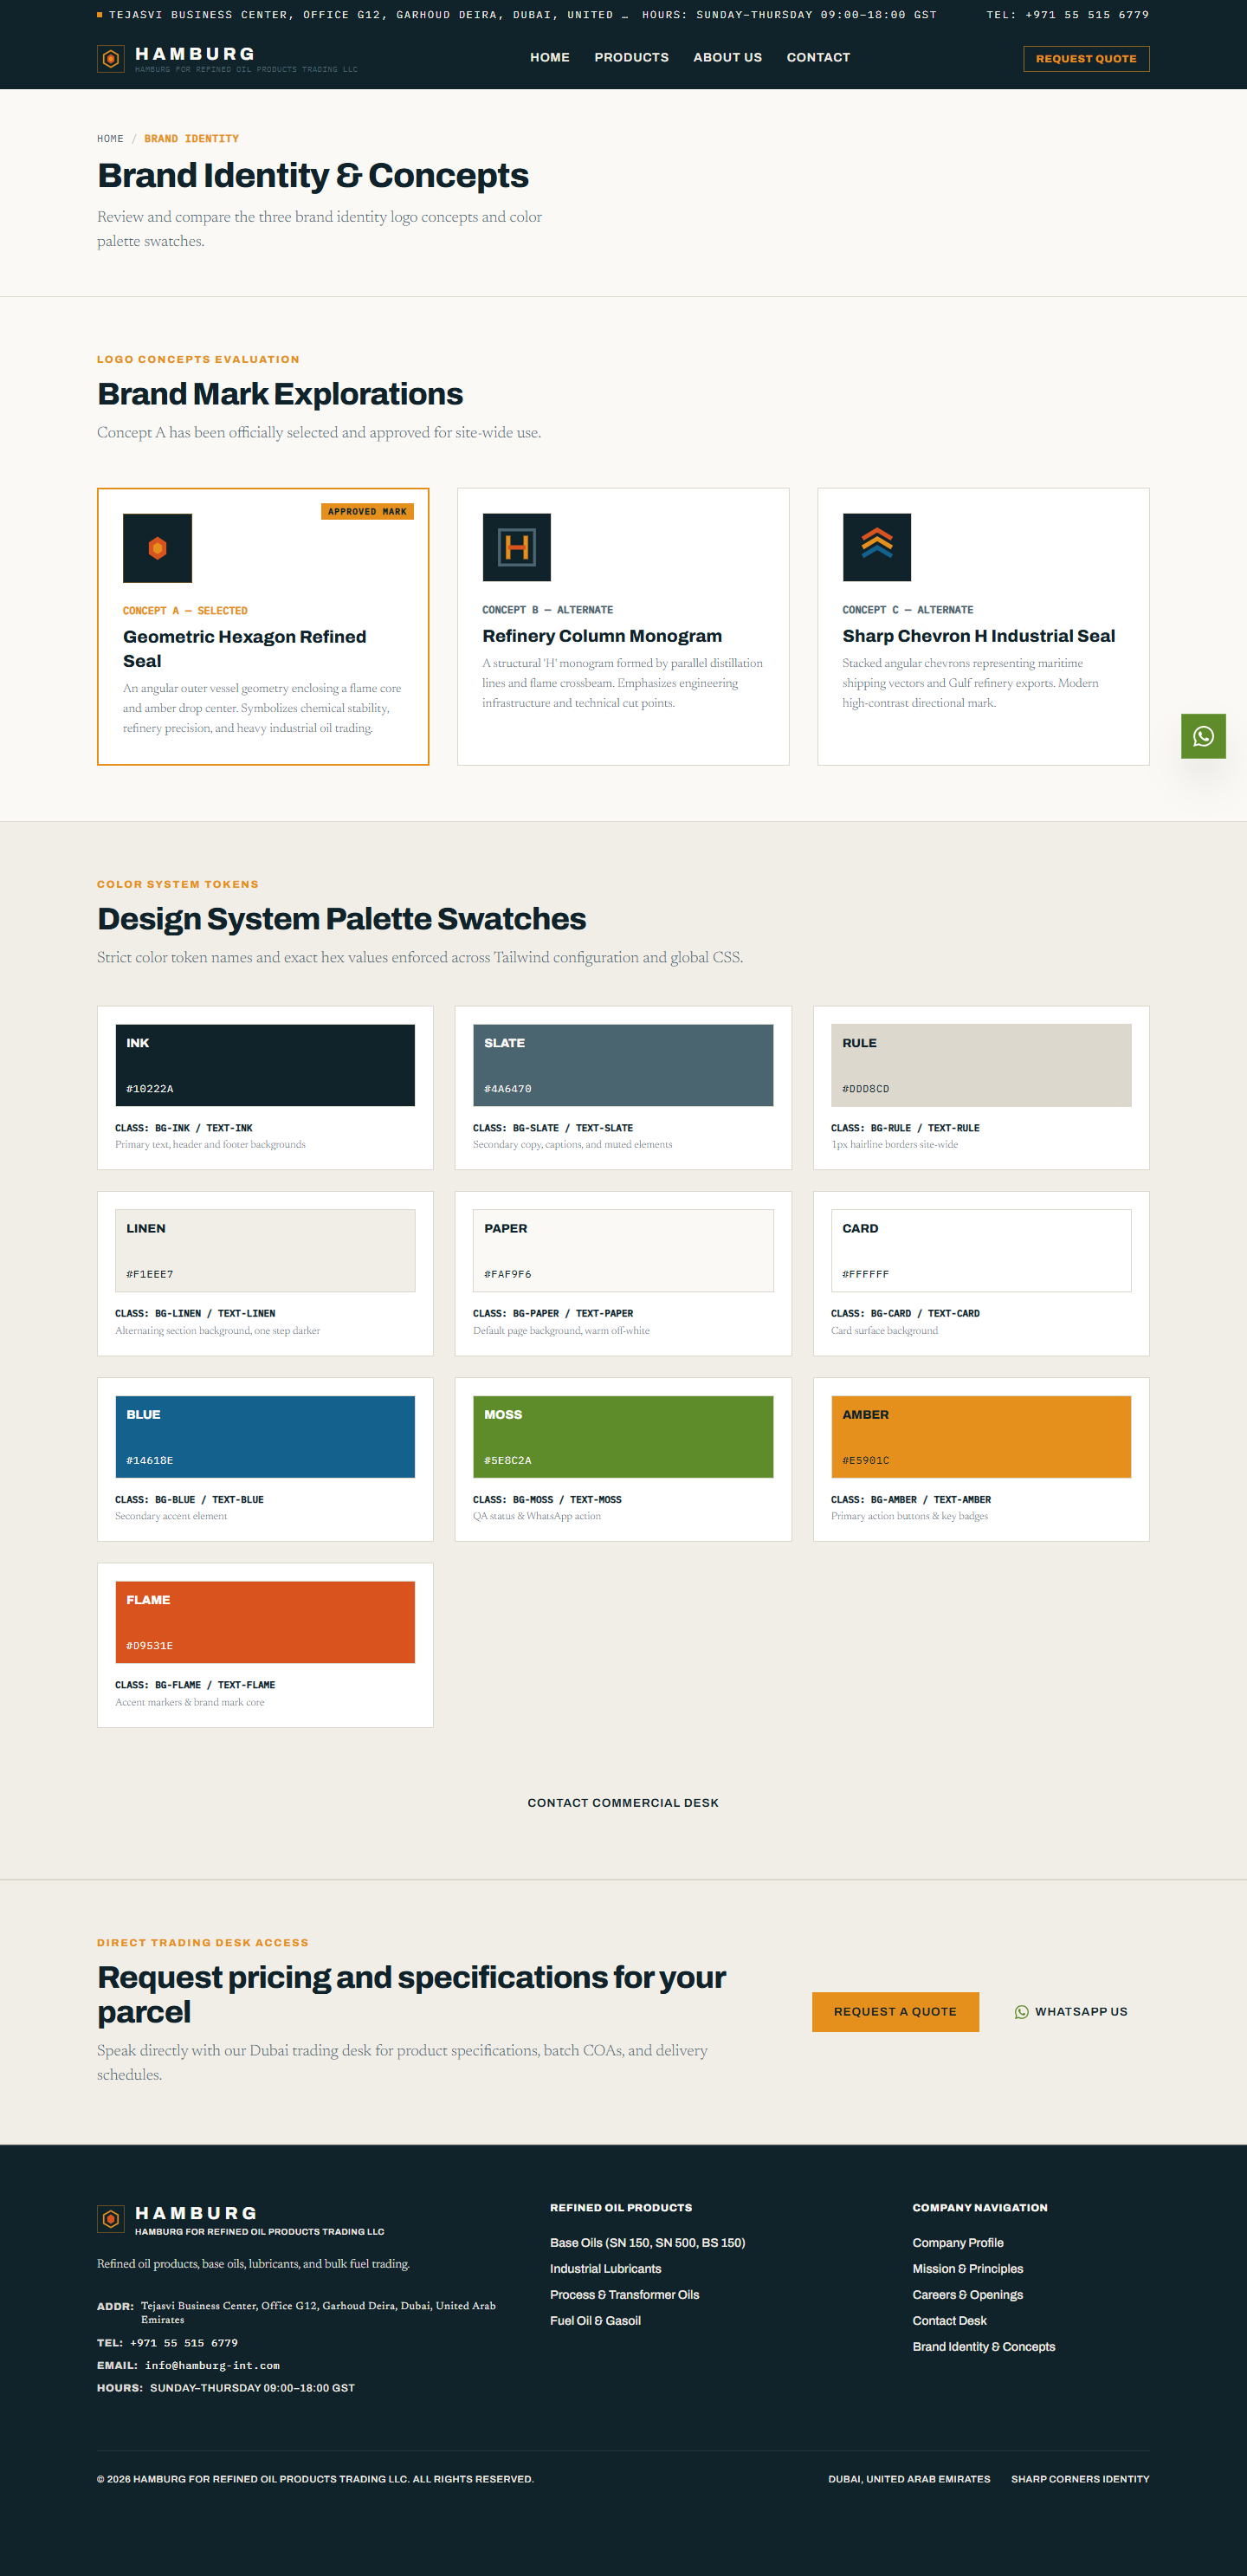 TEJASVI BUSINESS CENTER, OFFICE G12, GARHOUD DEIRA, DUBAI, UNITED …
HOURS: SUNDAY–THURSDAY 09:00–18:00 GST
TEL: +971 55 515 6779
HAMBURG
HAMBURG FOR REFINED OIL PRODUCTS TRADING LLC
HOME
PRODUCTS
ABOUT US
CONTACT
REQUEST QUOTE
HOME / BRAND IDENTITY
Brand Identity & Concepts
Review and compare the three brand identity logo concepts and color
palette swatches.
LOGO CONCEPTS EVALUATION
Brand Mark Explorations
Concept A has been officially selected and approved for site-wide use.
APPROVED MARK
CONCEPT A — SELECTED
Geometric Hexagon Refined
Seal
An angular outer vessel geometry enclosing a flame core
and amber drop center. Symbolizes chemical stability,
refinery precision, and heavy industrial oil trading.
CONCEPT B — ALTERNATE
Refinery Column Monogram
A structural 'H' monogram formed by parallel distillation
lines and flame crossbeam. Emphasizes engineering
infrastructure and technical cut points.
CONCEPT C — ALTERNATE
Sharp Chevron H Industrial Seal
Stacked angular chevrons representing maritime
shipping vectors and Gulf refinery exports. Modern
high-contrast directional mark.
COLOR SYSTEM TOKENS
Design System Palette Swatches
Strict color token names and exact hex values enforced across Tailwind configuration and global CSS.
INK
#10222A
CLASS: BG-INK / TEXT-INK
Primary text, header and footer backgrounds
SLATE
#4A6470
CLASS: BG-SLATE / TEXT-SLATE
Secondary copy, captions, and muted elements
RULE
#DDD8CD
CLASS: BG-RULE / TEXT-RULE
1px hairline borders site-wide
LINEN
#F1EEE7
CLASS: BG-LINEN / TEXT-LINEN
Alternating section background, one step darker
PAPER
#FAF9F6
CLASS: BG-PAPER / TEXT-PAPER
Default page background, warm off-white
CARD
#FFFFFF
CLASS: BG-CARD / TEXT-CARD
Card surface background
BLUE
#14618E
CLASS: BG-BLUE / TEXT-BLUE
Secondary accent element
MOSS
#5E8C2A
CLASS: BG-MOSS / TEXT-MOSS
QA status & WhatsApp action
AMBER
#E5901C
CLASS: BG-AMBER / TEXT-AMBER
Primary action buttons & key badges
FLAME
#D9531E
CLASS: BG-FLAME / TEXT-FLAME
Accent markers & brand mark core
CONTACT COMMERCIAL DESK
DIRECT TRADING DESK ACCESS
Request pricing and specifications for your
parcel
Speak directly with our Dubai trading desk for product specifications, batch COAs, and delivery
schedules.
REQUEST A QUOTE
WHATSAPP US
HAMBURG
HAMBURG FOR REFINED OIL PRODUCTS TRADING LLC
Refined oil products, base oils, lubricants, and bulk fuel trading.
ADDR: Tejasvi Business Center, Office G12, Garhoud Deira, Dubai, United Arab
Emirates
TEL: +971 55 515 6779
EMAIL: info@hamburg-int.com
HOURS: SUNDAY–THURSDAY 09:00–18:00 GST
REFINED OIL PRODUCTS
Base Oils (SN 150, SN 500, BS 150)
Industrial Lubricants
Process & Transformer Oils
Fuel Oil & Gasoil
COMPANY NAVIGATION
Company Profile
Mission & Principles
Careers & Openings
Contact Desk
Brand Identity & Concepts
© 2026 HAMBURG FOR REFINED OIL PRODUCTS TRADING LLC. ALL RIGHTS RESERVED.
DUBAI, UNITED ARAB EMIRATES
SHARP CORNERS IDENTITY